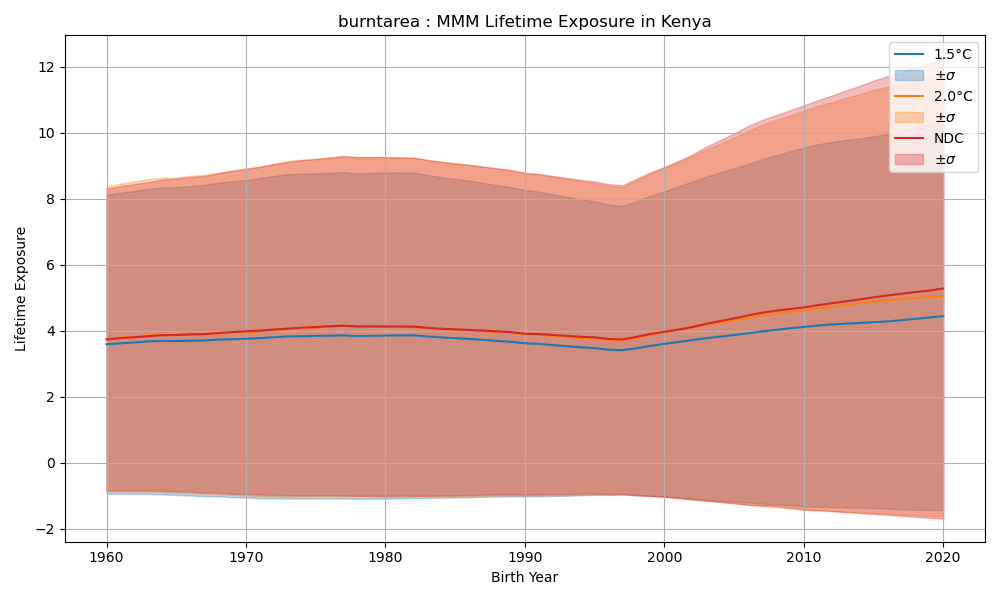 burntarea : MMM Lifetime Exposure in Kenya
12
10
8
6
4
2
0
−2
Lifetime Exposure
1960
1970
1980
1990
2000
2010
2020
Birth Year
1.5°C
±σ
2.0°C
±σ
NDC
±σ